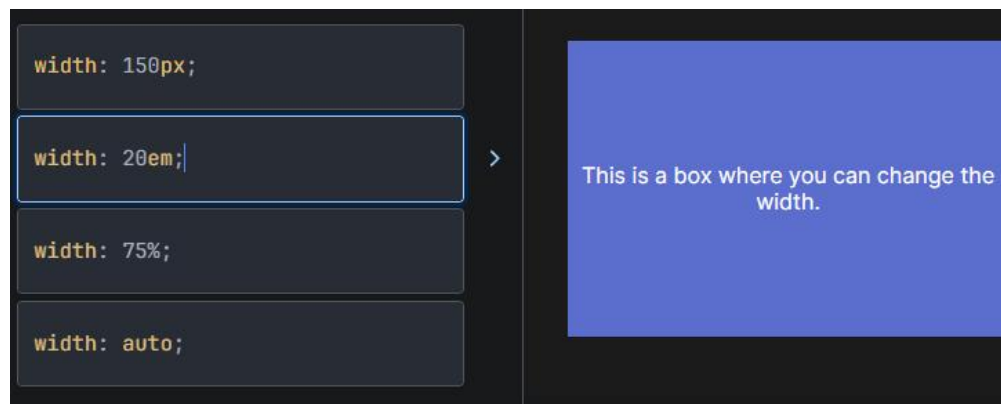 width: 150px;
width: 20em;
width: 75%;
width: auto;
This is a box where you can change the
width.